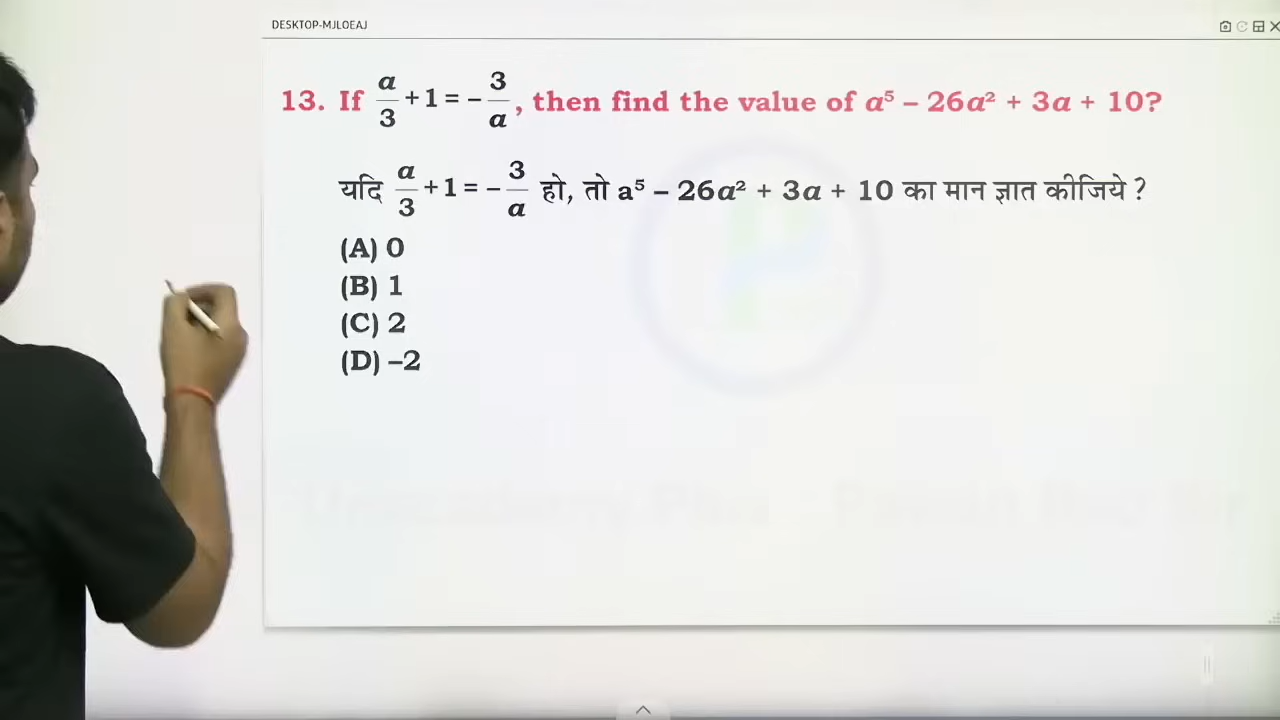 DESKTOP-MJLOEAJ
13. If a/3 + 1 = – 3/a, then find the value of a⁵ – 26a² + 3a + 10?
यदि a/3 + 1 = – 3/a हो, तो a⁵ – 26a² + 3a + 10 का मान ज्ञात कीजिये ?
(A) 0
(B) 1
(C) 2
(D) –2